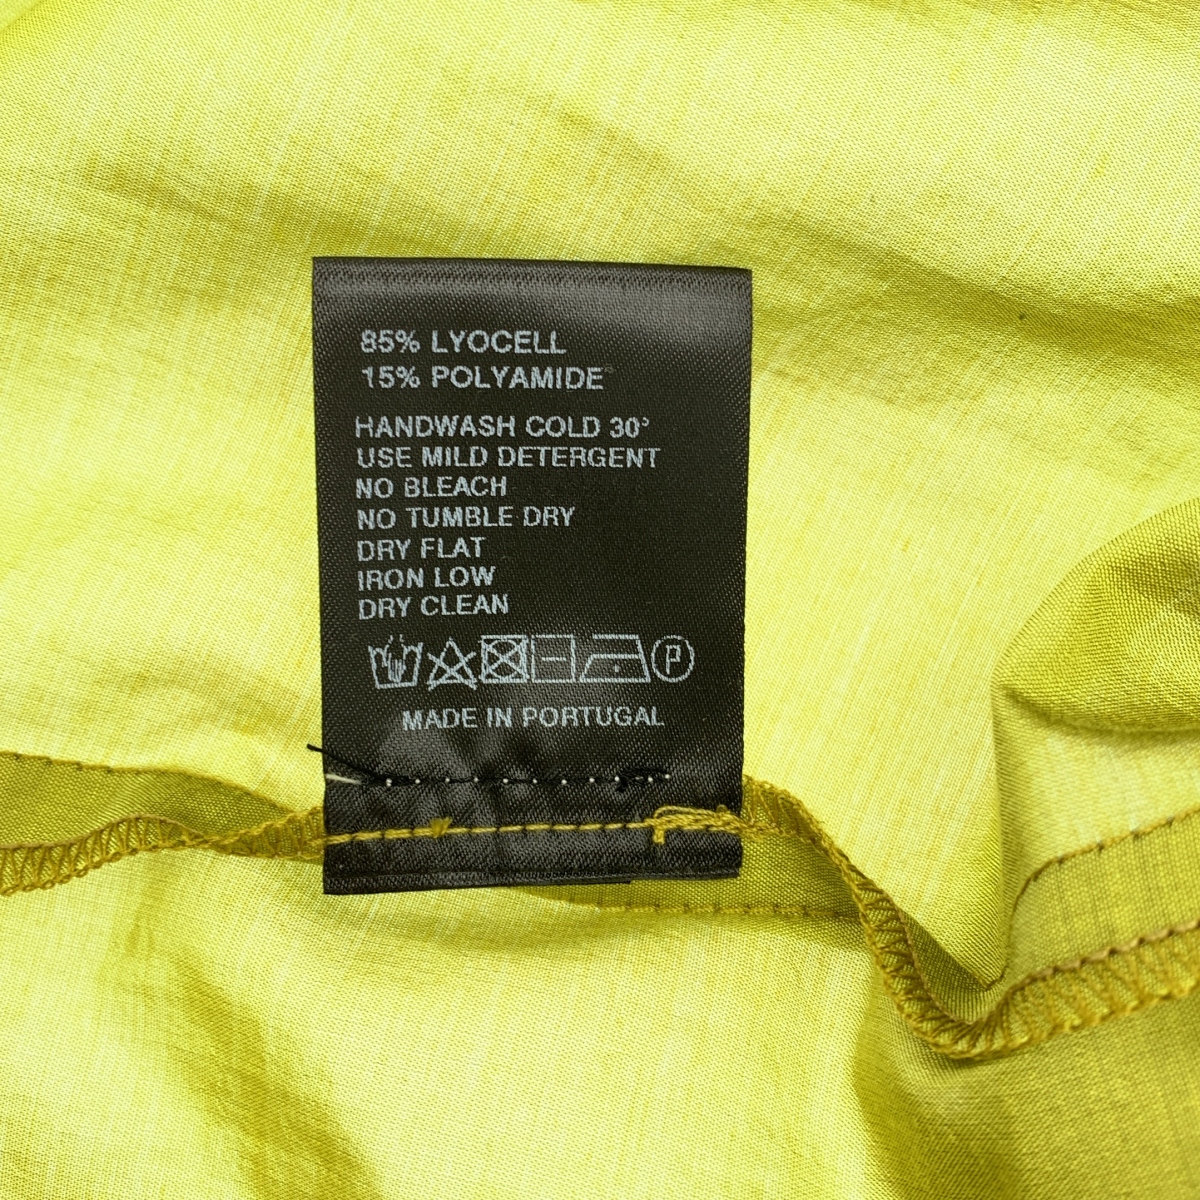 85% LYOCELL
15% POLYAMIDE
HANDWASH COLD 30°
USE MILD DETERGENT
NO BLEACH
NO TUMBLE DRY
DRY FLAT
IRON LOW
DRY CLEAN
P
MADE IN PORTUGAL